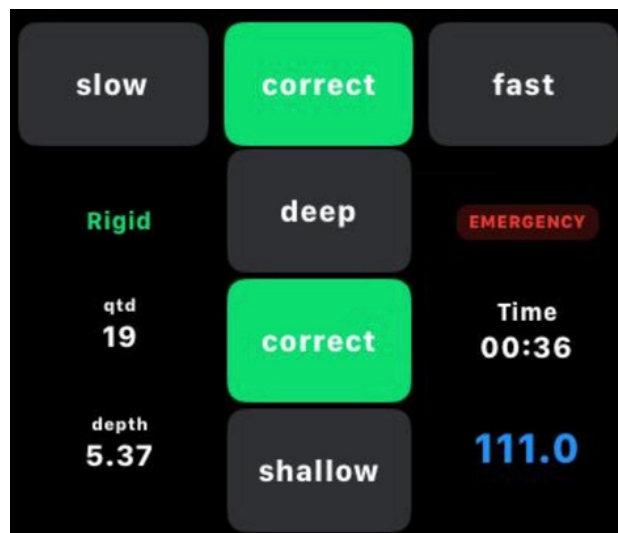 slow
correct
fast
deep
Rigid
EMERGENCY
qtd
19
correct
Time
00:36
depth
5.37
shallow
111.0